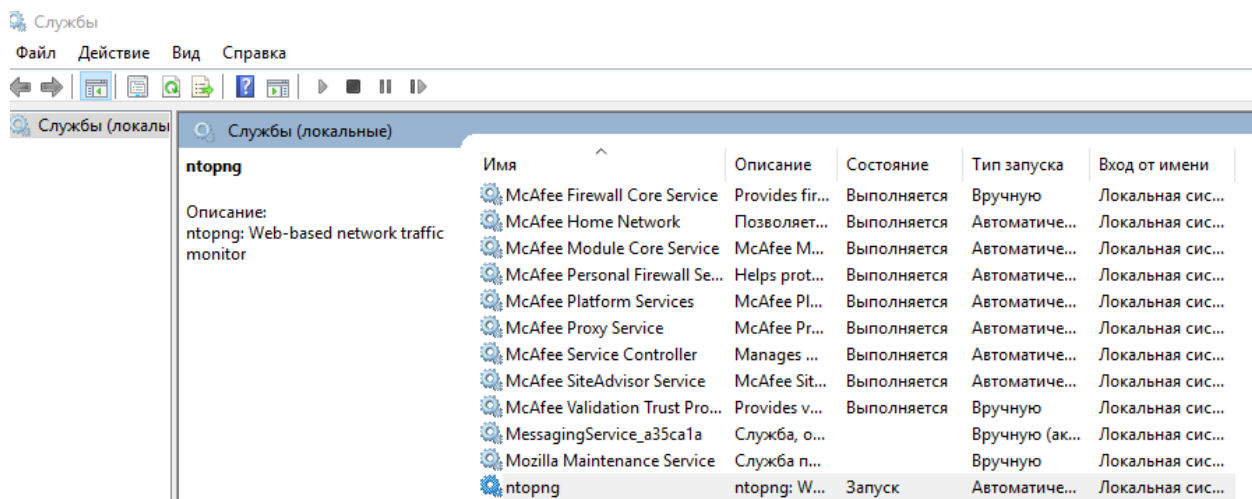 Службы
Файл Действие Вид Справка
Службы (локалы
Службы (локальные)
ntopng
Описание:
ntopng: Web-based network traffic
monitor
Имя Описание Состояние Тип запуска Вход от имени
McAfee Firewall Core Service Provides fir... Выполняется Вручную Локальная сис...
McAfee Home Network Позволяет... Выполняется Автоматиче... Локальная сис...
McAfee Module Core Service McAfee M... Выполняется Автоматиче... Локальная сис...
McAfee Personal Firewall Se... Helps prot... Выполняется Автоматиче... Локальная сис...
McAfee Platform Services McAfee Pl... Выполняется Автоматиче... Локальная сис...
McAfee Proxy Service McAfee Pr... Выполняется Автоматиче... Локальная сис...
McAfee Service Controller Manages ... Выполняется Автоматиче... Локальная сис...
McAfee SiteAdvisor Service McAfee Sit... Выполняется Автоматиче... Локальная сис...
McAfee Validation Trust Pro... Provides v... Выполняется Вручную Локальная сис...
MessagingService_a35ca1a Служба, о... Вручную (ак... Локальная сис...
Mozilla Maintenance Service Служба п... Вручную Локальная сис...
ntopng ntopng: W... Запуск Автоматиче... Локальная сис...